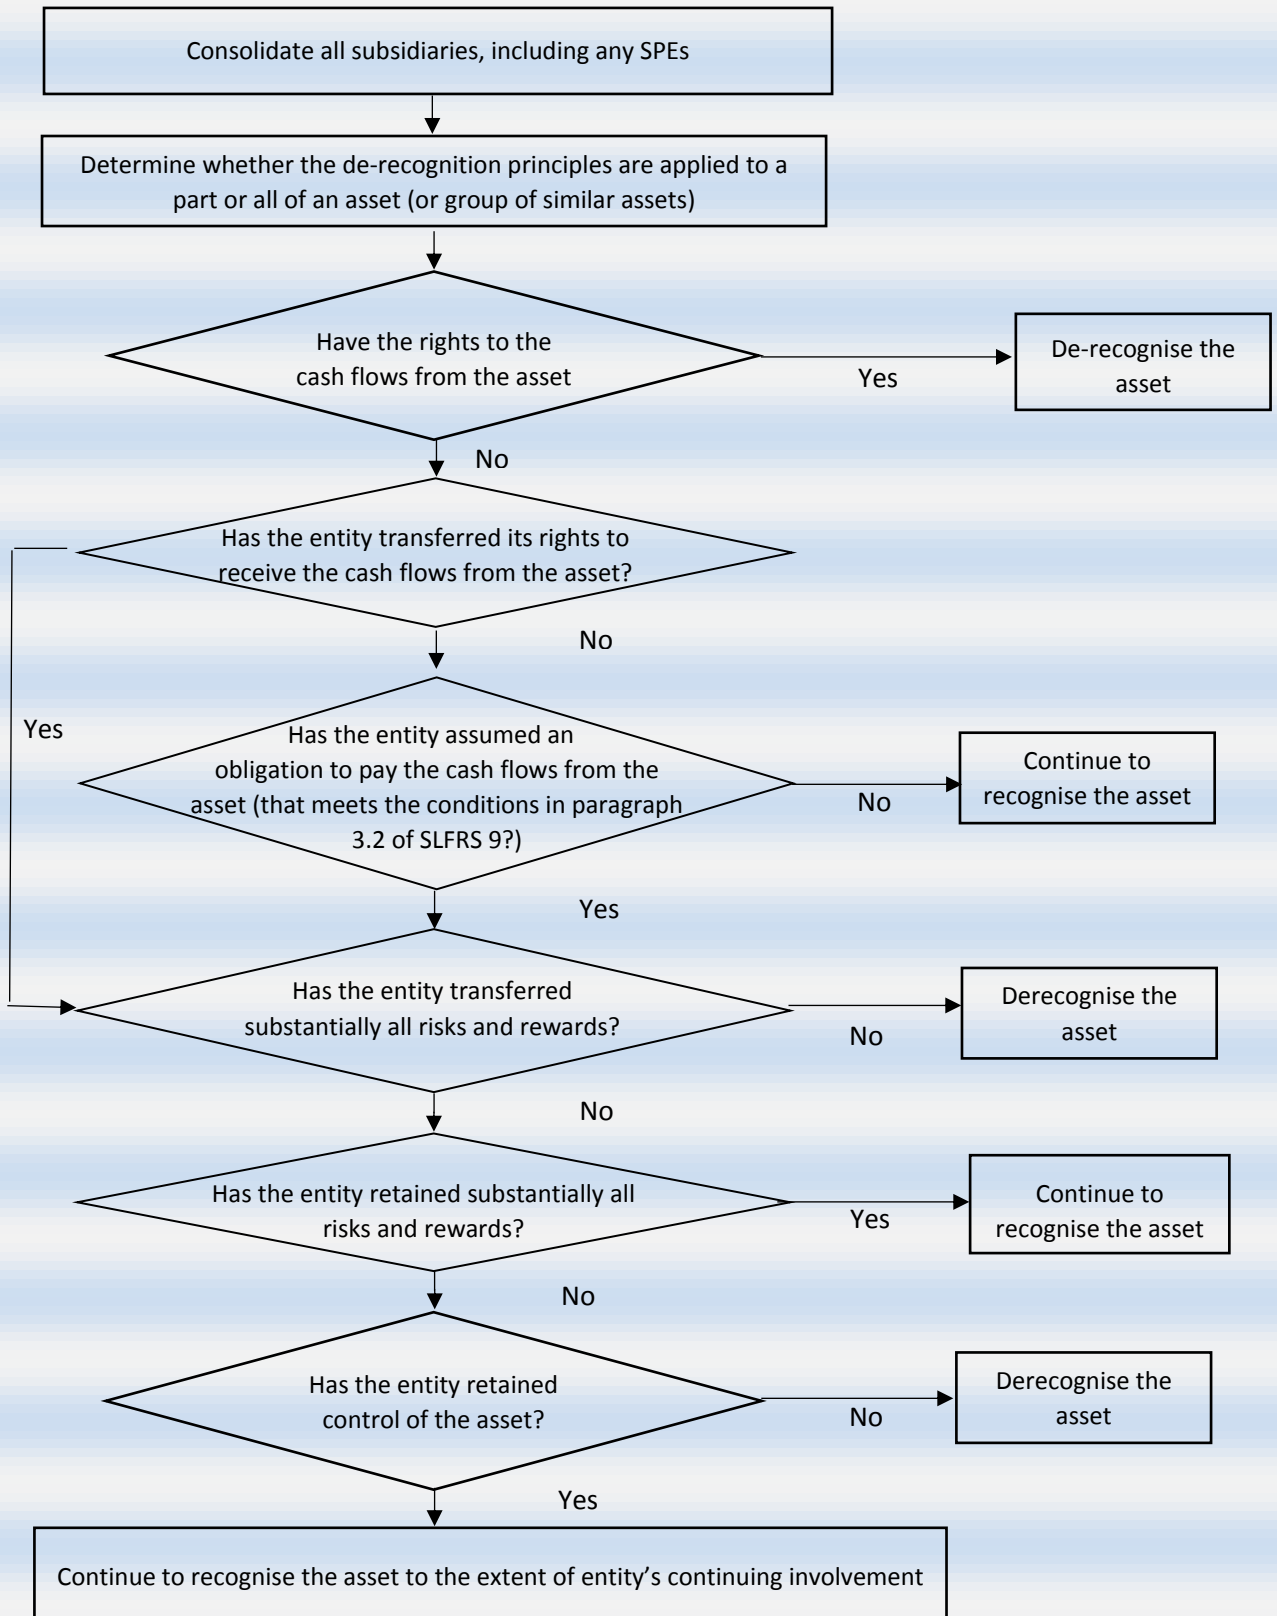 Consolidate all subsidiaries, including any SPEs
Determine whether the de-recognition principles are applied to a
part or all of an asset (or group of similar assets)
Have the rights to the
cash flows from the asset
Yes
De-recognise the
asset
No
Has the entity transferred its rights to
receive the cash flows from the asset?
No
Yes
Has the entity assumed an
obligation to pay the cash flows from the
asset (that meets the conditions in paragraph
3.2 of SLFRS 9?)
No
Continue to
recognise the asset
Yes
Has the entity transferred
substantially all risks and rewards?
No
Derecognise the
asset
No
Has the entity retained substantially all
risks and rewards?
Yes
Continue to
recognise the asset
No
Has the entity retained
control of the asset?
No
Derecognise the
asset
Yes
Continue to recognise the asset to the extent of entity’s continuing involvement